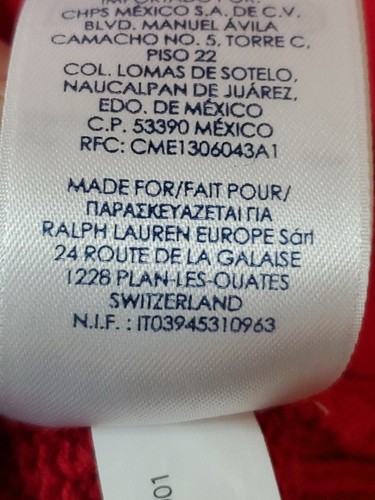 IMPORTADO POR:
CHPS MÉXICO S.A. DE C.V.
BLVD. MANUEL ÁVILA
CAMACHO NO. 5, TORRE C,
PISO 22
COL. LOMAS DE SOTELO,
NAUCALPAN DE JUÁREZ,
EDO. DE MÉXICO
C.P. 53390 MÉXICO
RFC: CME1306043A1
MADE FOR/FAIT POUR/
ΠΑΡΑΣΚΕΥΑΖΕΤΑΙ ΓΙΑ
RALPH LAUREN EUROPE Sàrl
24 ROUTE DE LA GALAISE
1228 PLAN-LES-OUATES
SWITZERLAND
N.I.F. : IT03945310963